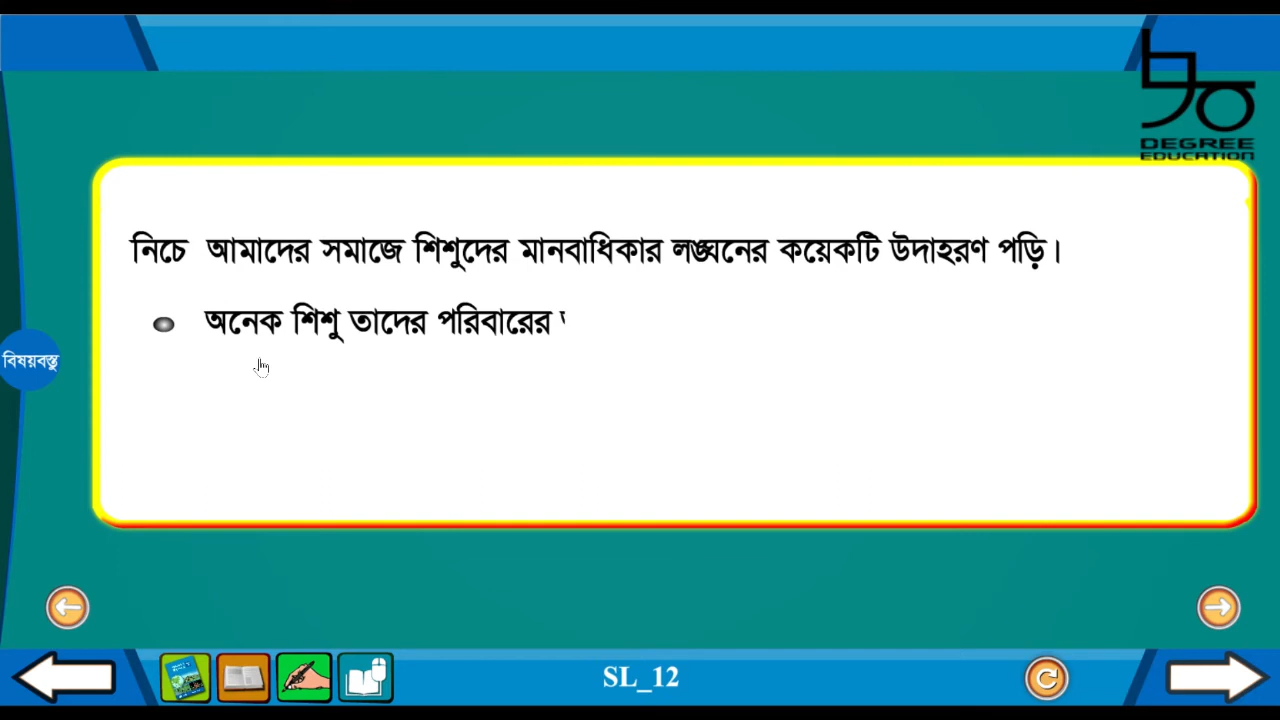 DEGREE
EDUCATION
নিচে আমাদের সমাজে শিশুদের মানবাধিকার লঙ্ঘনের কয়েকটি উদাহরণ পড়ি।
অনেক শিশু তাদের পরিবারের
বিষয়বস্তু
SL_12